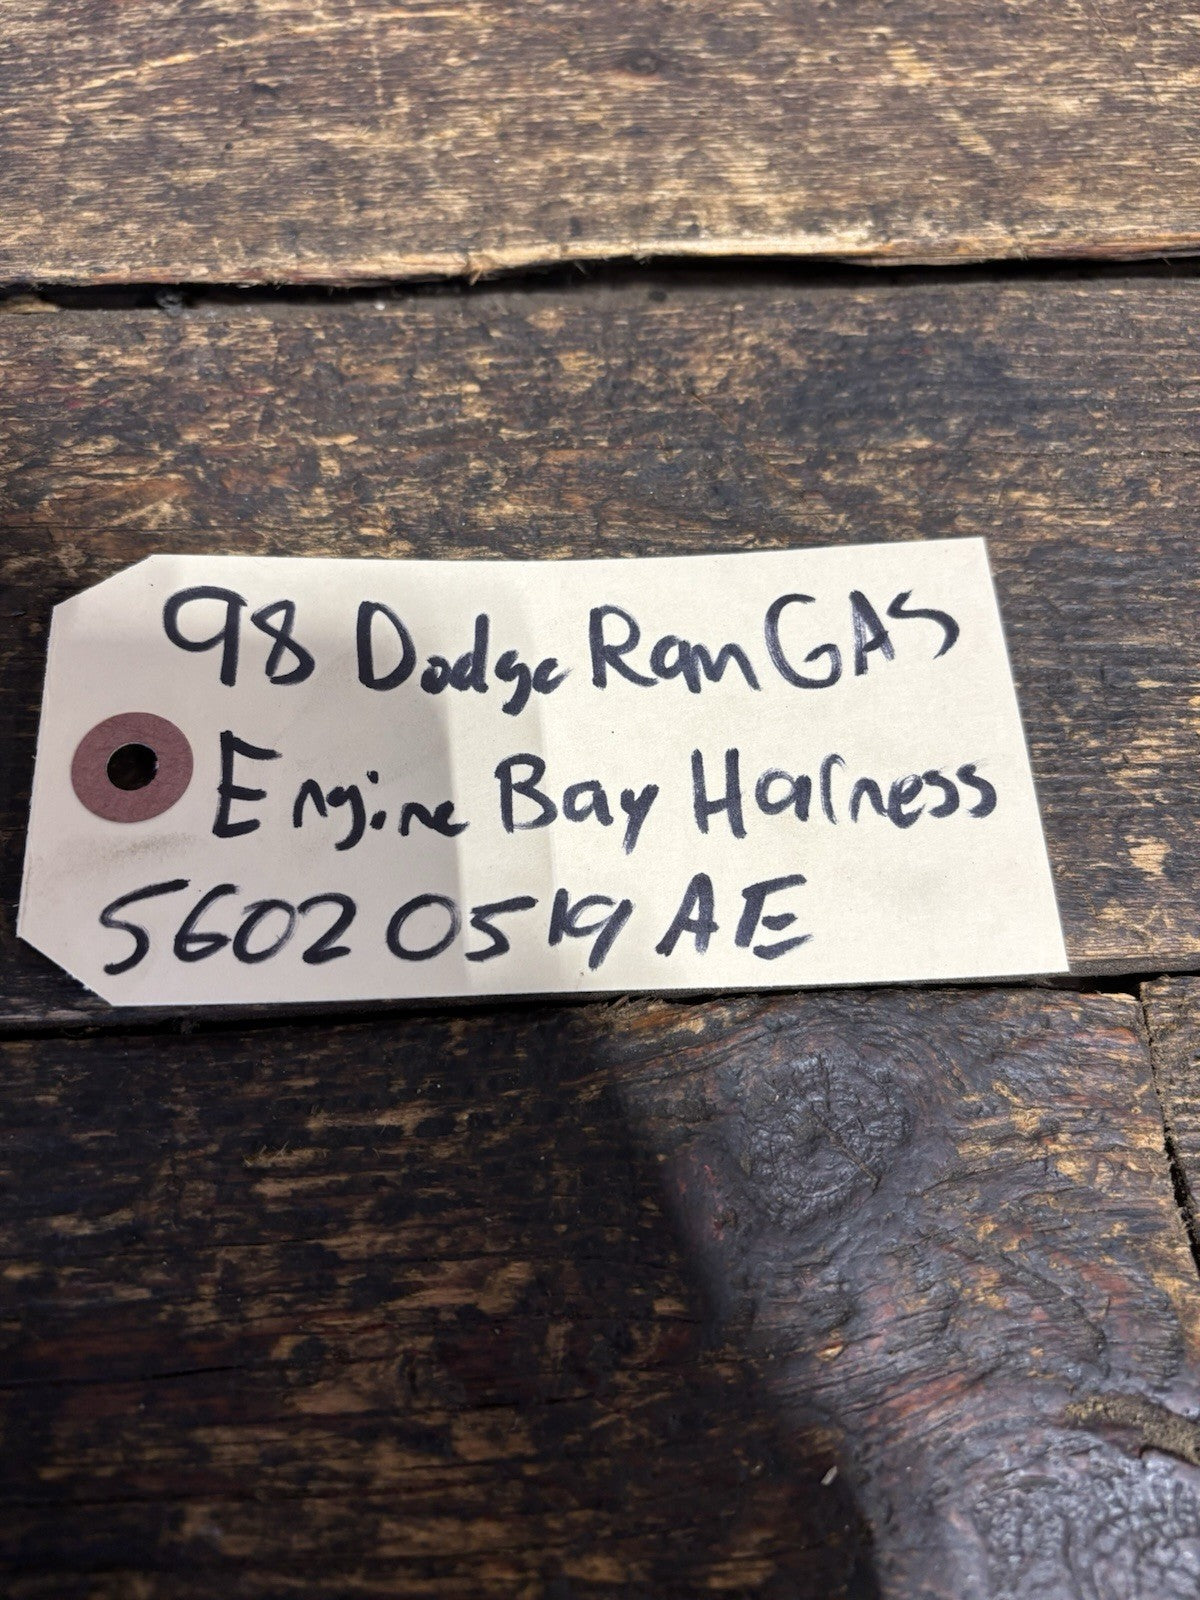 98 Dodge Ram GAS
Engine Bay Harness
56020519AE